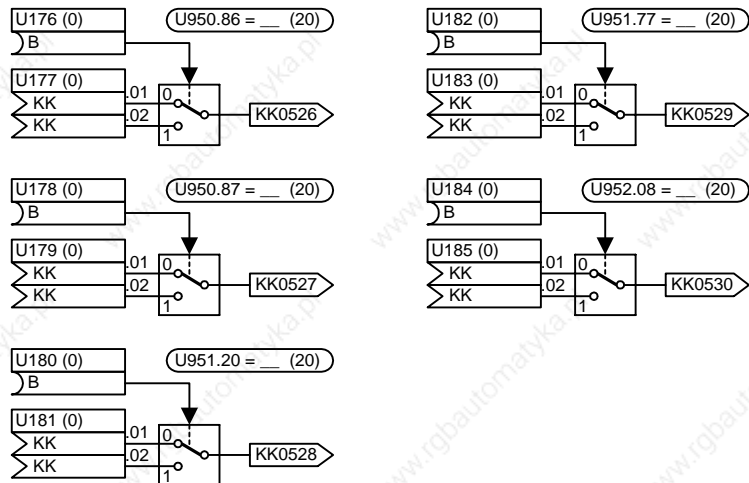 U176 (0)
B
U950.86 = __ (20)
U177 (0)
KK .01 0
KK .02 1
KK0526
U182 (0)
B
U951.77 = __ (20)
U183 (0)
KK .01 0
KK .02 1
KK0529
U178 (0)
B
U950.87 = __ (20)
U179 (0)
KK .01 0
KK .02 1
KK0527
U184 (0)
B
U952.08 = __ (20)
U185 (0)
KK .01 0
KK .02 1
KK0530
U180 (0)
B
U951.20 = __ (20)
U181 (0)
KK .01 0
KK .02 1
KK0528
www.rgbautomatyka.pl